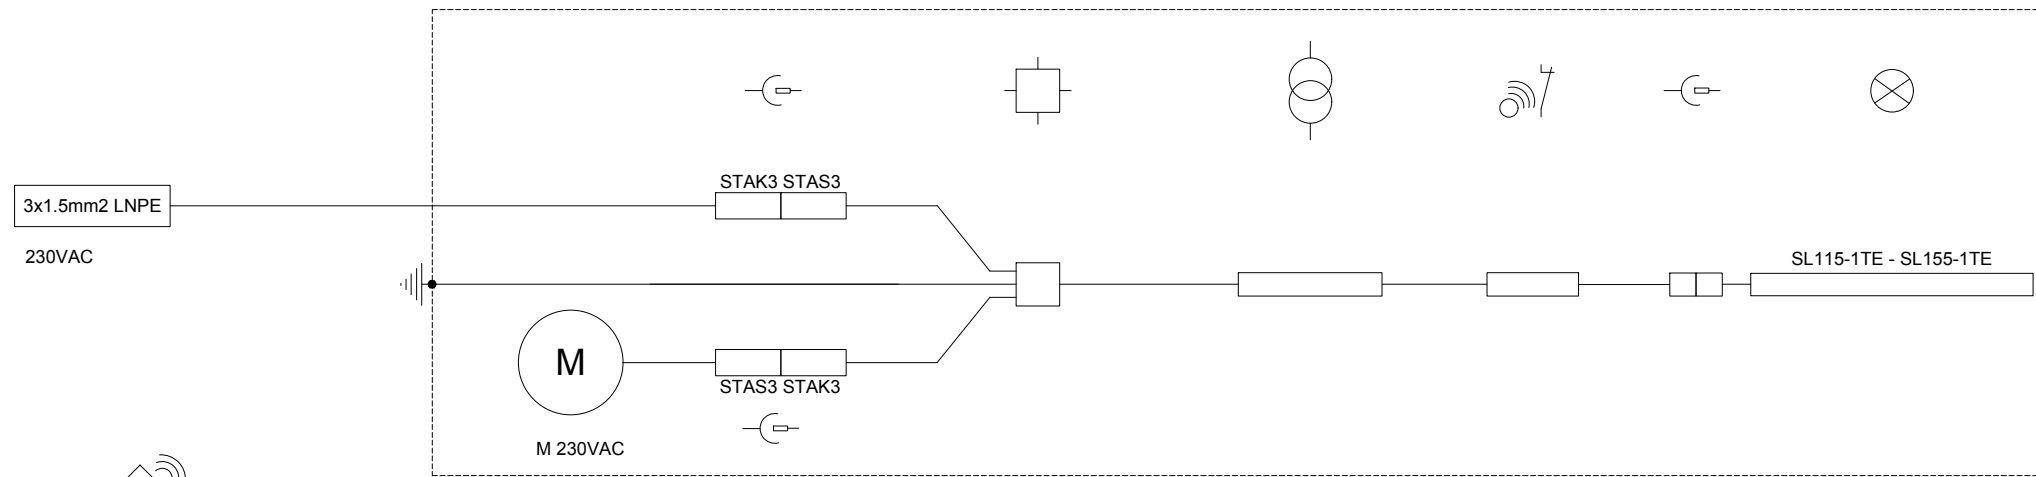 STAK3 STAS3
3x1.5mm2 LNPE
230VAC
SL115-1TE - SL155-1TE
M
STAS3 STAK3
M 230VAC